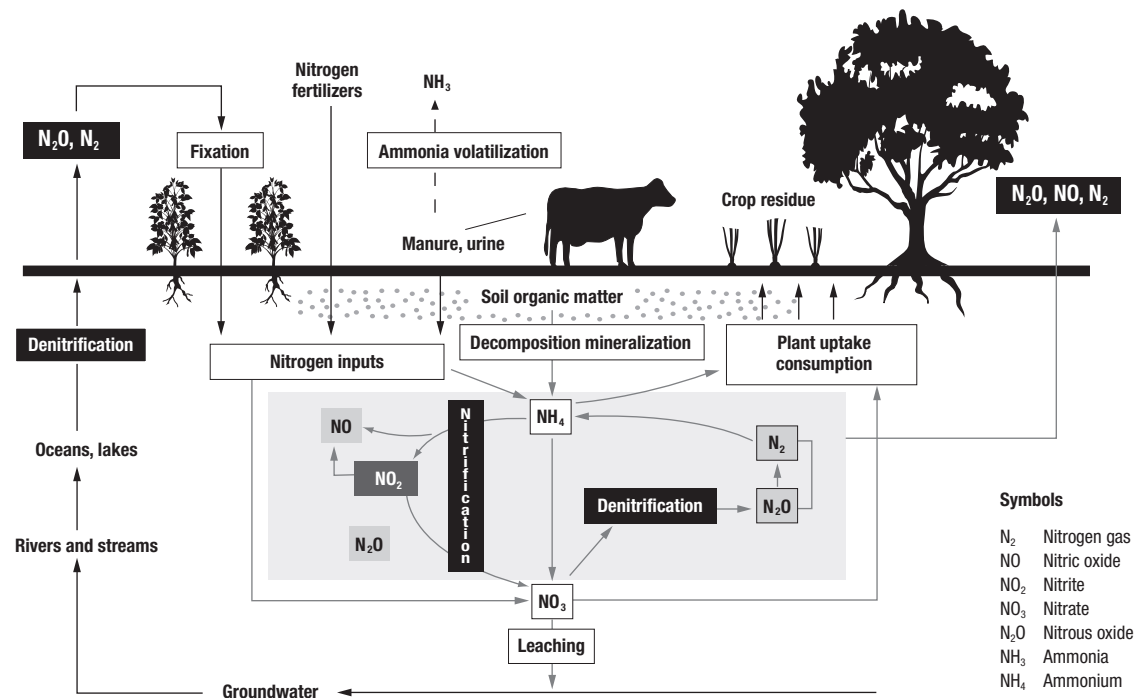 Nitrogen
fertilizers
NH₃
N₂O, N₂
Fixation
Ammonia volatilization
N₂O, NO, N₂
Crop residue
Manure, urine
Soil organic matter
Denitrification
Nitrogen inputs
Decomposition mineralization
Plant uptake
consumption
NH₄
Nitrification
NO
N₂
NO₂
Oceans, lakes
Denitrification
N₂O
N₂O
Rivers and streams
NO₃
Leaching
Groundwater
Symbols
N₂ Nitrogen gas
NO Nitric oxide
NO₂ Nitrite
NO₃ Nitrate
N₂O Nitrous oxide
NH₃ Ammonia
NH₄ Ammonium